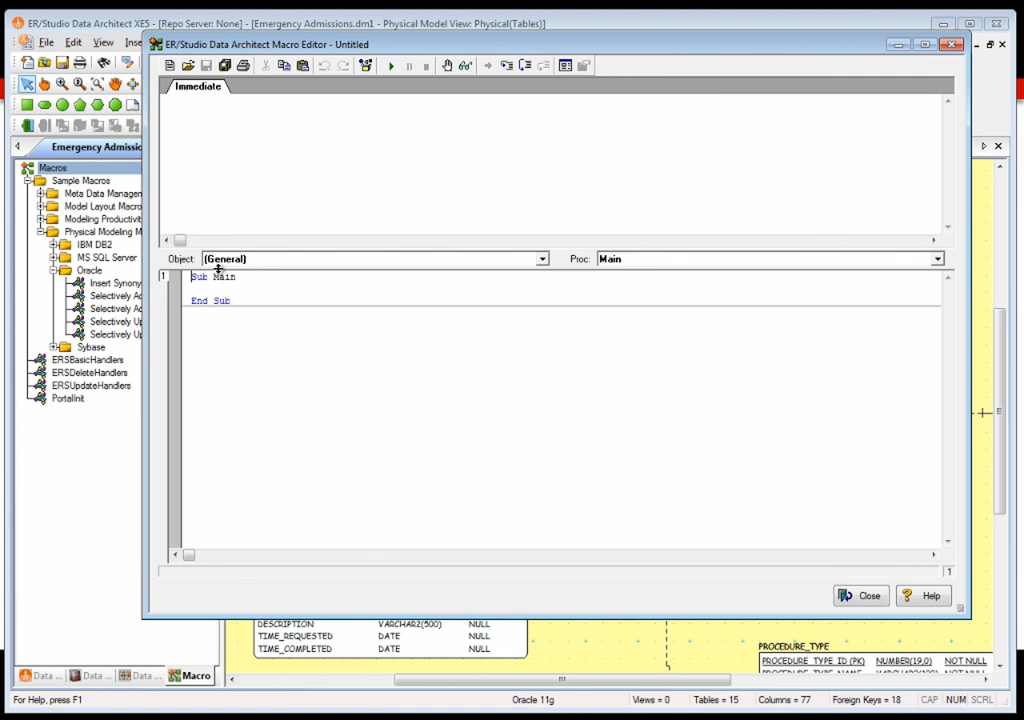 ER/Studio Data Architect XE5 - [Repo Server: None] - [Emergency Admissions.dm1 - Physical Model View: Physical(Tables)]
File Edit View Inse
ER/Studio Data Architect Macro Editor - Untitled
Immediate
Emergency Admissio
Macros
Sample Macros
Meta Data Manager
Model Layout Macro
Modeling Productivit
Physical Modeling M
IBM DB2
MS SQL Server
Oracle
Insert Synony
Selectively Ad
Selectively Ad
Selectively Up
Selectively Up
Sybase
ERSBasicHandlers
ERSDeleteHandlers
ERSUpdateHandlers
PortalInit
Object: (General) Proc: Main
1
Sub Main
End Sub
1
Close Help
DESCRIPTION VARCHAR2(500) NULL
TIME_REQUESTED DATE NULL
TIME_COMPLETED DATE NULL
PROCEDURE_TYPE
PROCEDURE_TYPE_ID (PK) NUMBER(19,0) NOT NULL
Data ... Data ... Data ... Macro
For Help, press F1 Oracle 11g Views = 0 Tables = 15 Columns = 77 Foreign Keys = 18 CAP NUM SCRL